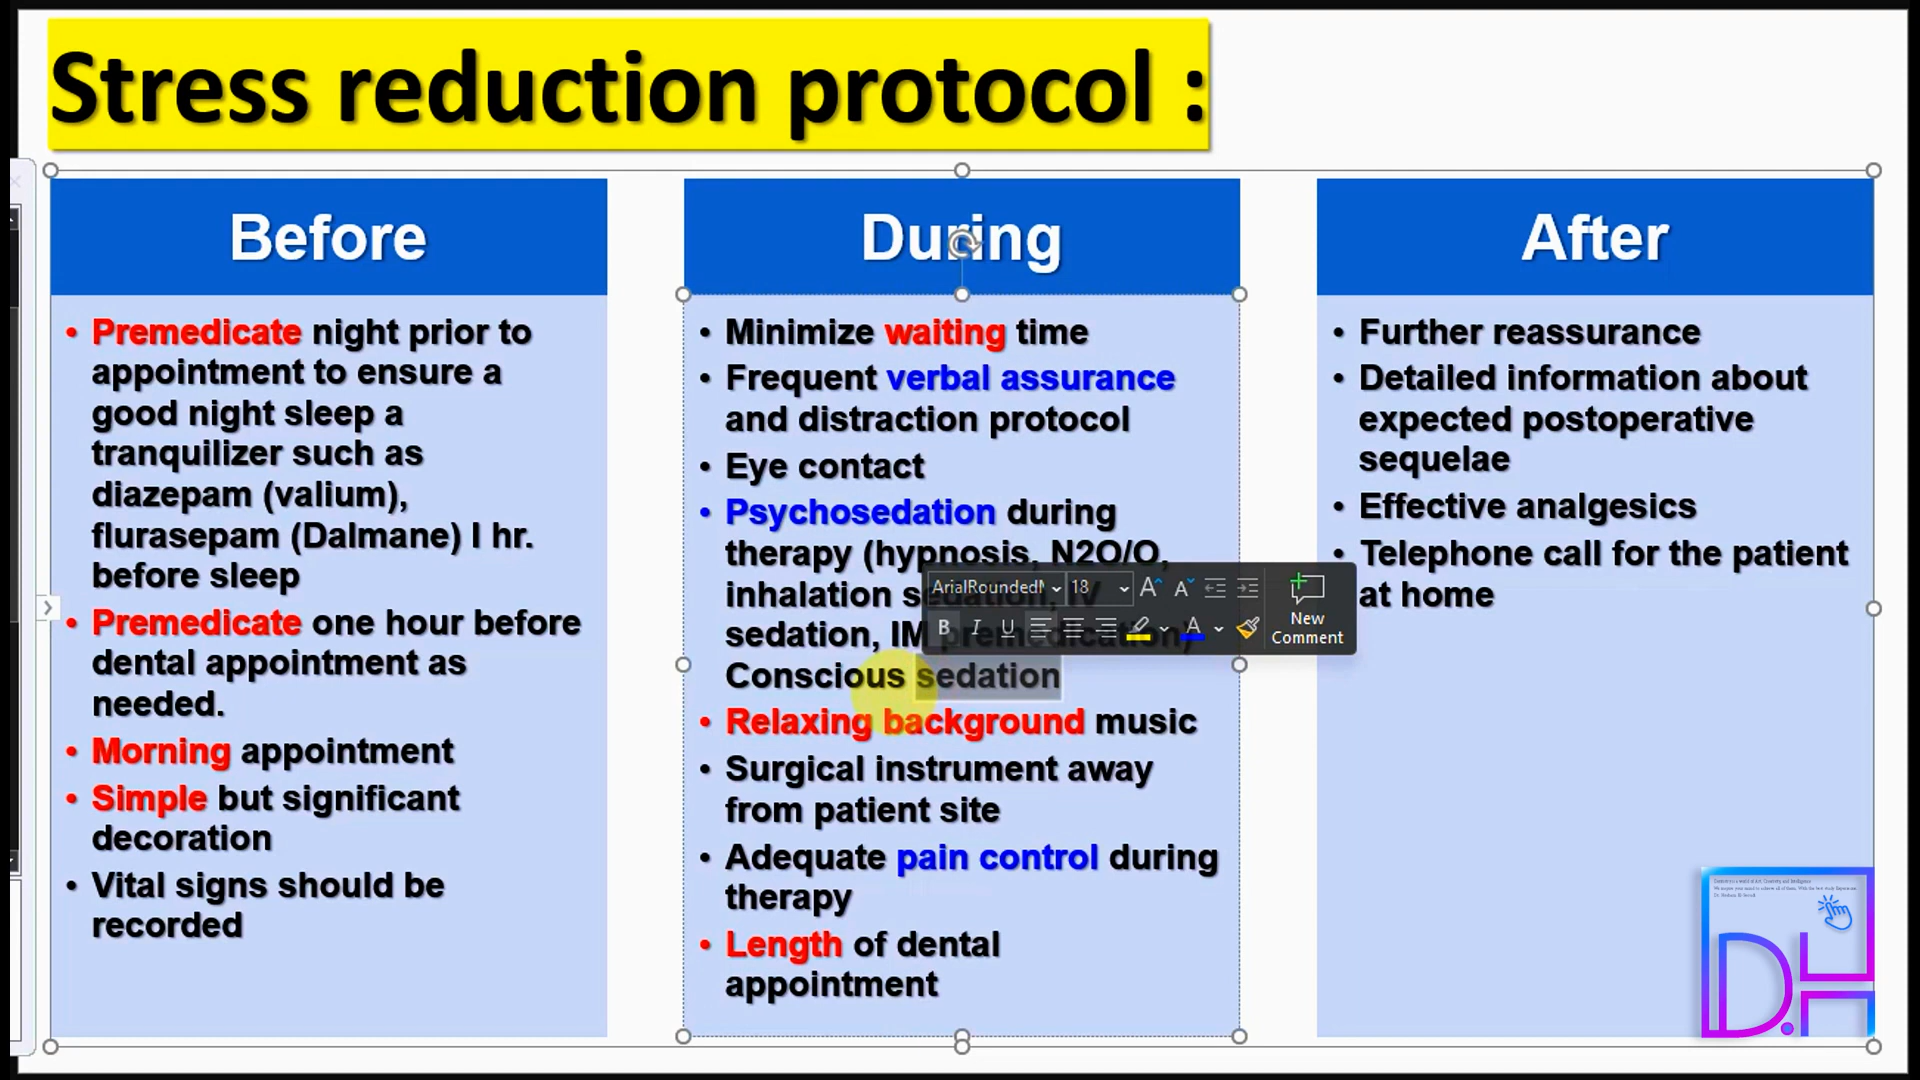 Stress reduction protocol :
Before
• Premedicate night prior to
appointment to ensure a
good night sleep a
tranquilizer such as
diazepam (valium),
flurasepam (Dalmane) I hr.
before sleep
• Premedicate one hour before
dental appointment as
needed.
• Morning appointment
• Simple but significant
decoration
• Vital signs should be
recorded
During
• Minimize waiting time
• Frequent verbal assurance
and distraction protocol
• Eye contact
• Psychosedation during
therapy (hypnosis, N2O/O,
inhalation sedation, IV
sedation, IM premedication)
Conscious sedation
• Relaxing background music
• Surgical instrument away
from patient site
• Adequate pain control during
therapy
• Length of dental
appointment
After
• Further reassurance
• Detailed information about
expected postoperative
sequelae
• Effective analgesics
• Telephone call for the patient
at home
ArialRoundedM 18
B I U
New
Comment
D.H